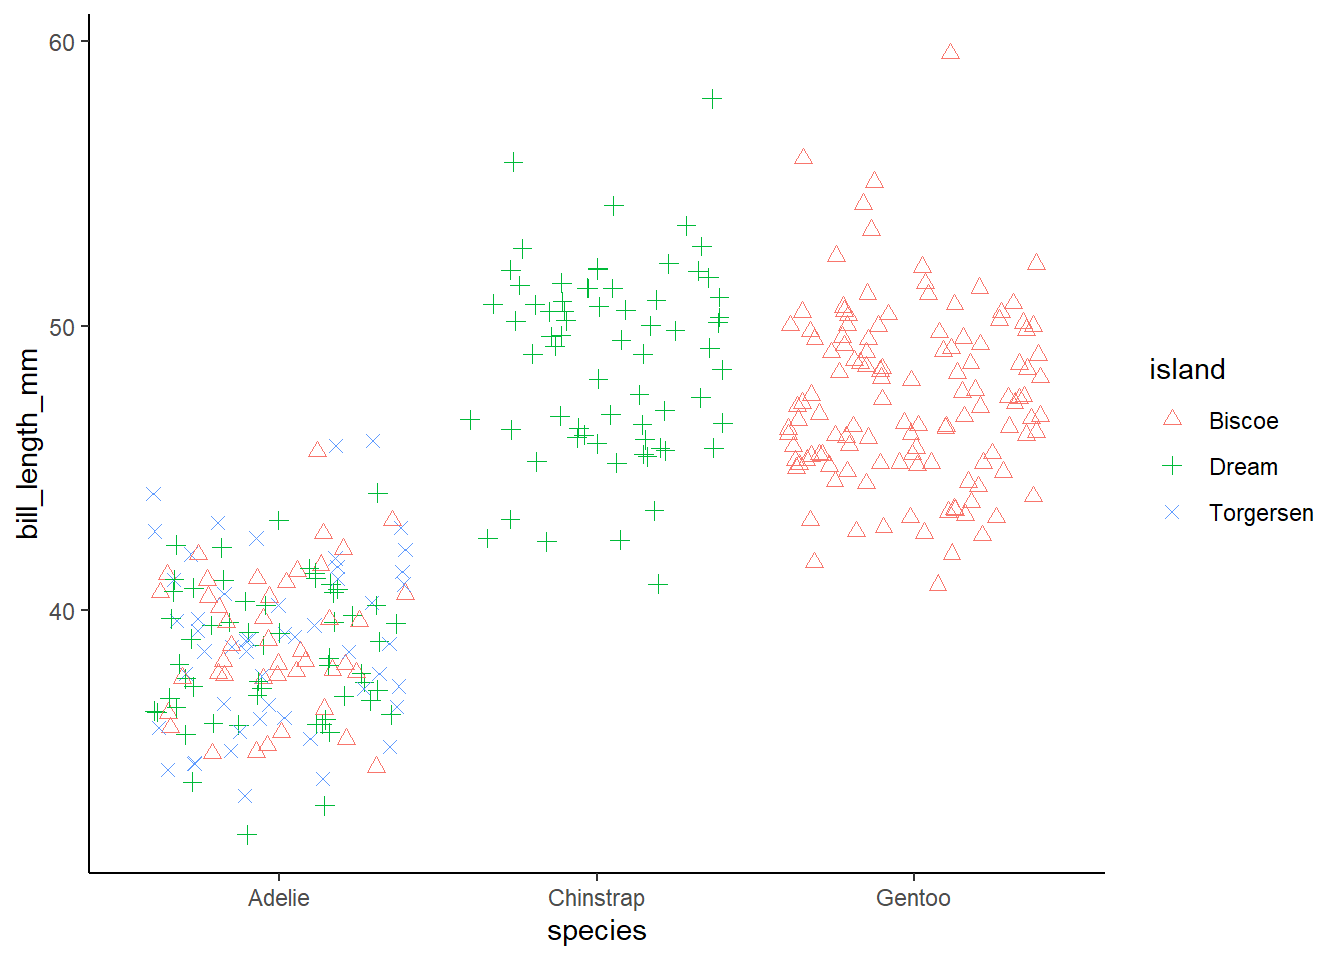 60
50
40
bill_length_mm
Adelie
Chinstrap
Gentoo
species
island
Biscoe
Dream
Torgersen